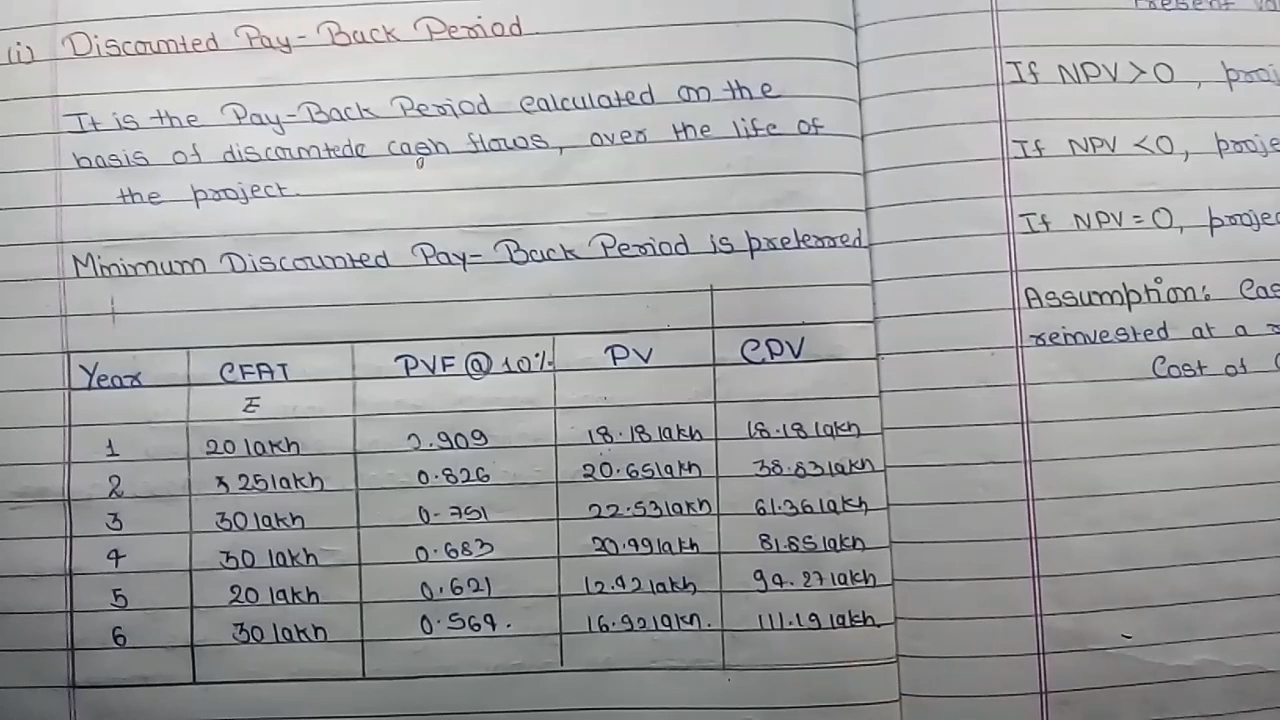 (i) Discounted Pay-Back Period
It is the Pay-Back Period calculated on the
basis of discountede cash flows, over the life of
the project.
Minimum Discounted Pay-Back Period is preferred
Year CFAT PVF @ 10% PV CPV
1 20 lakh 0.909 18.18 lakh 18.18 lakh
2 25 lakh 0.826 20.65 lakh 38.83 lakh
3 30 lakh 0.751 22.53 lakh 61.36 lakh
4 30 lakh 0.683 20.49 lakh 81.85 lakh
5 20 lakh 0.621 12.42 lakh 94.27 lakh
6 30 lakh 0.564. 16.92 lakh. 111.19 lakh
Present
If NPV > 0,
If NPV < 0,
If NPV = 0,
Assumption:
reinvested at a
Cost of